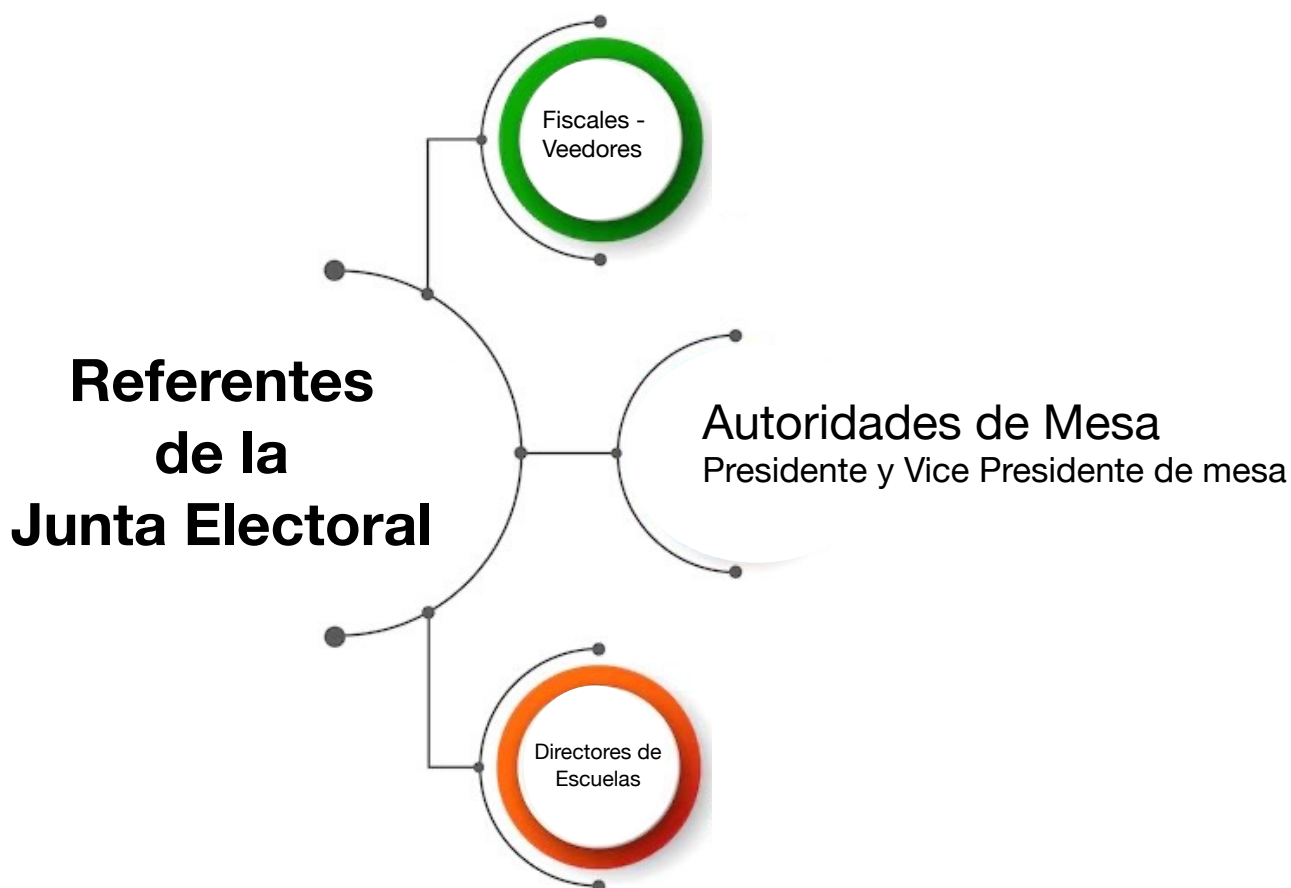 Fiscales -
Veedores
Referentes
de la
Junta Electoral
Autoridades de Mesa
Presidente y Vice Presidente de mesa
Directores de
Escuelas